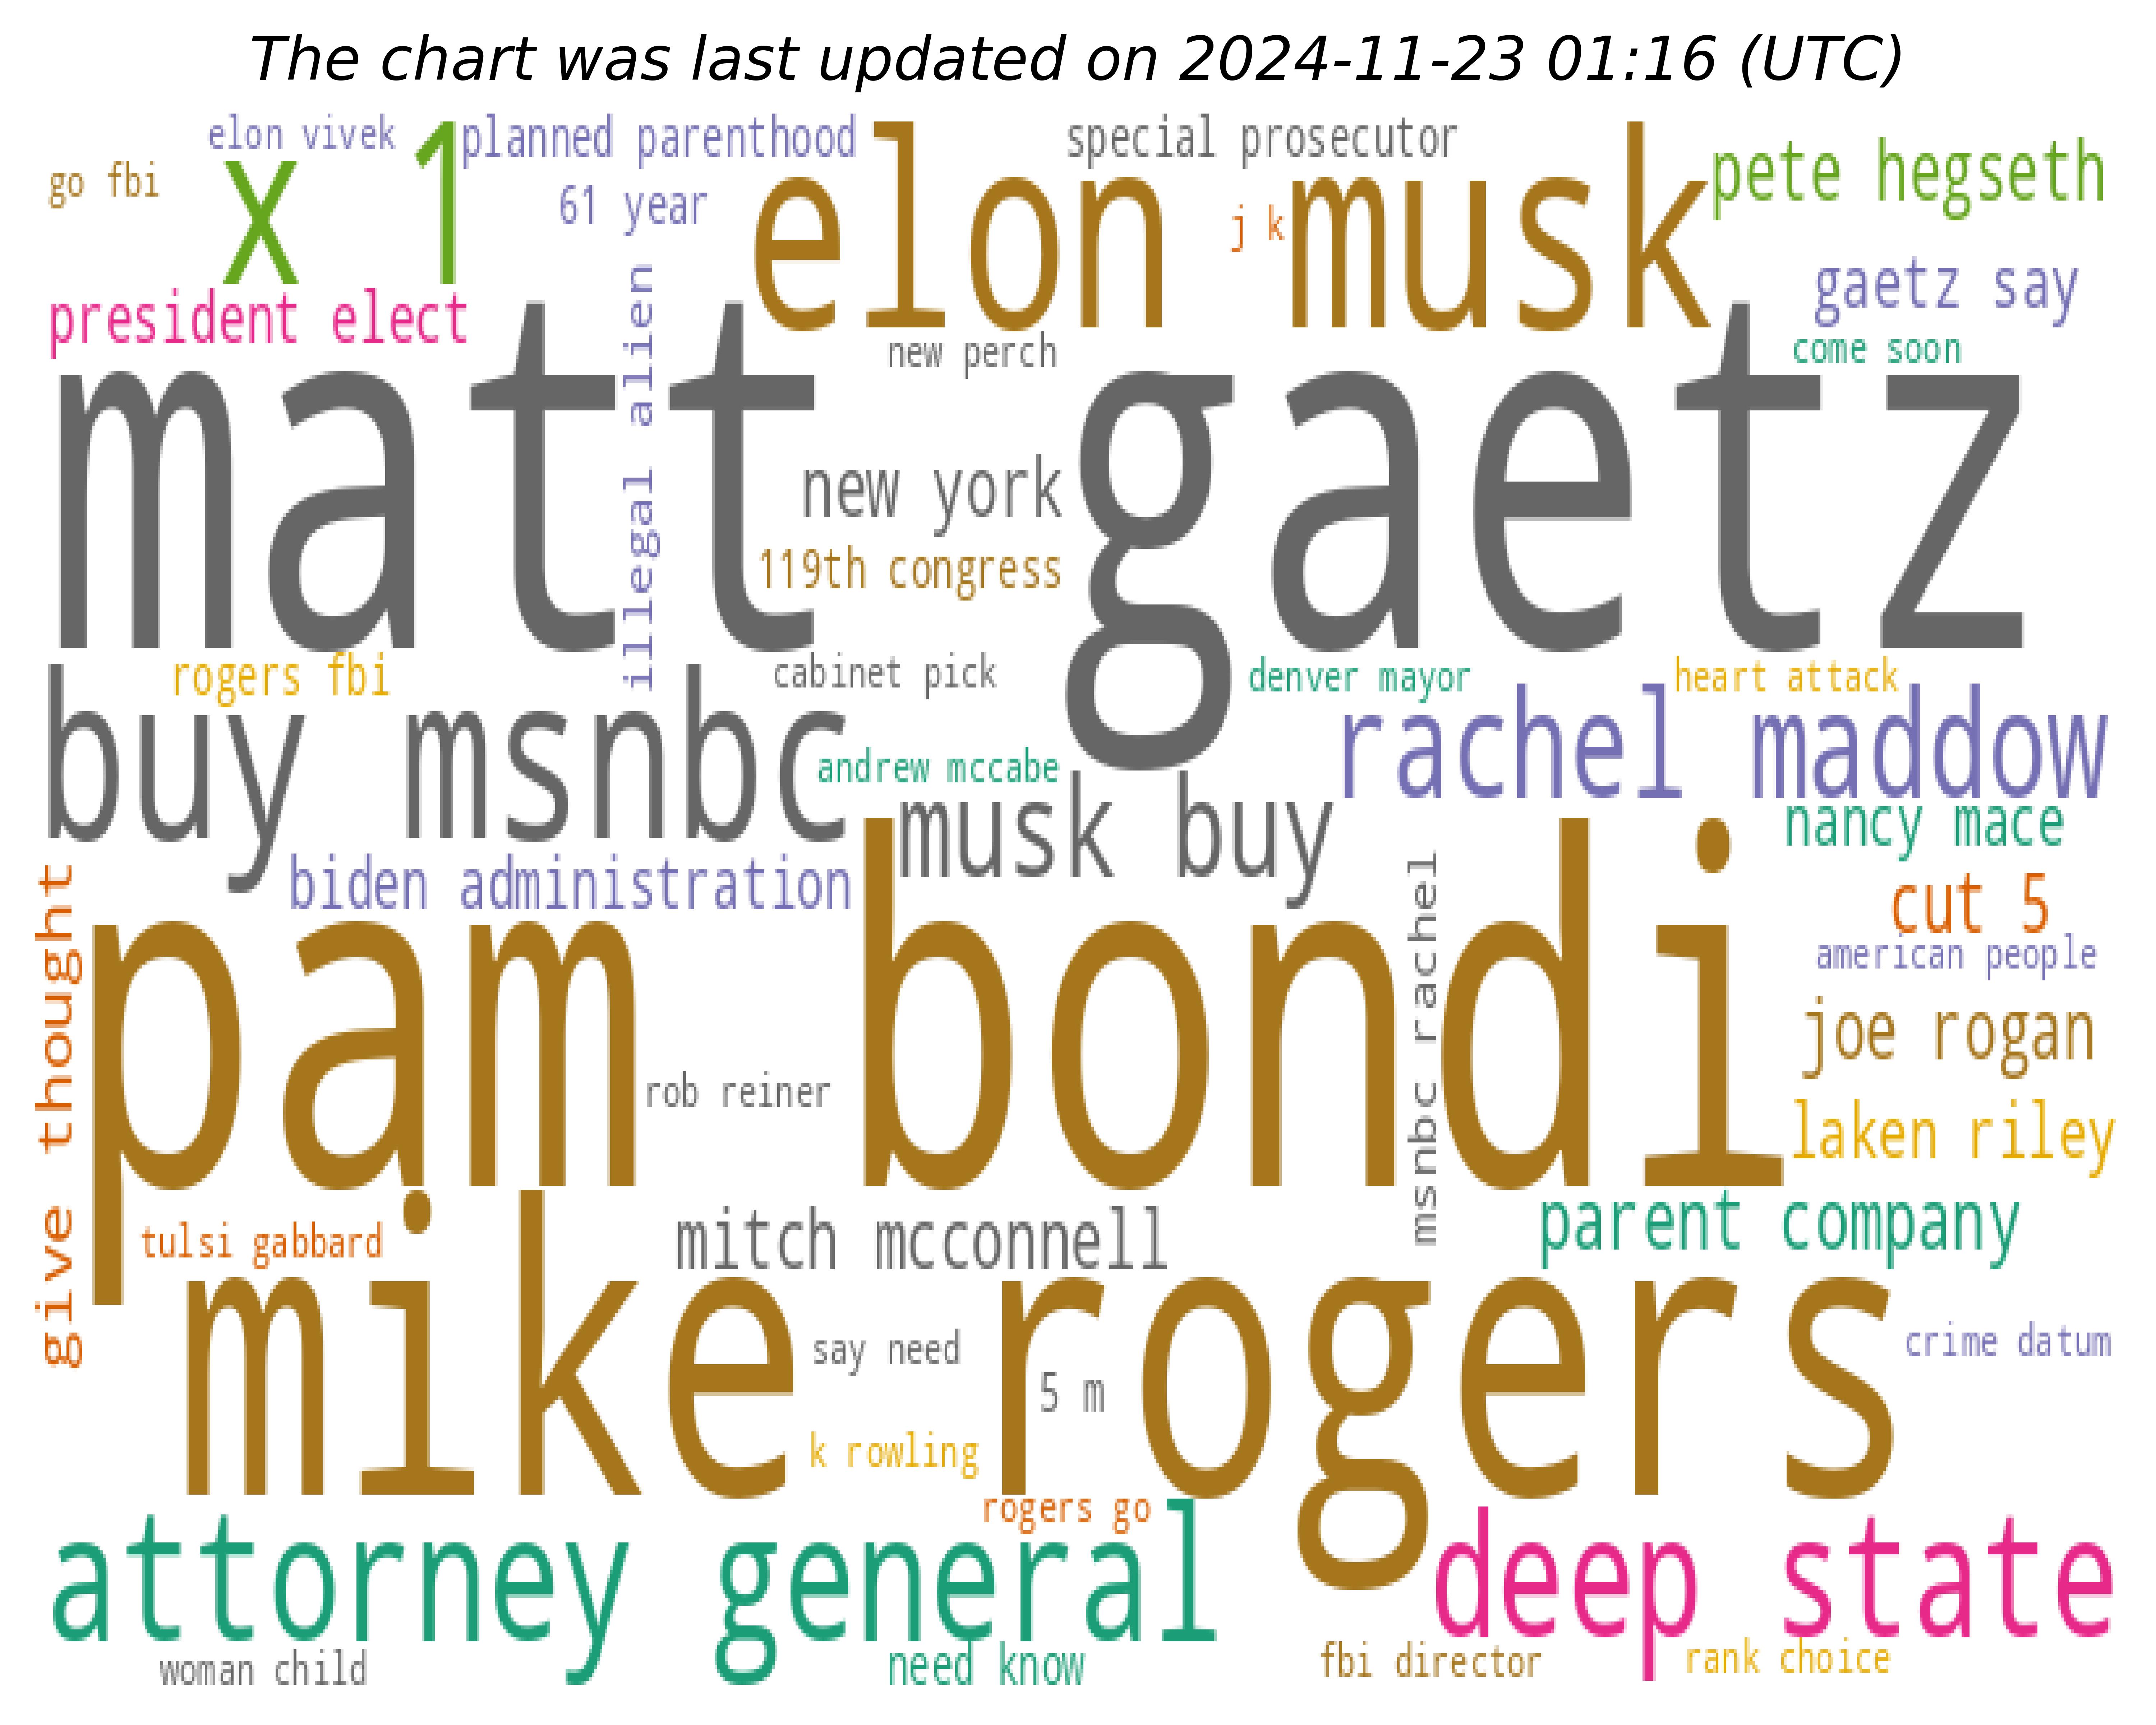 The chart was last updated on 2024-11-23 01:16 (UTC)
elon vivek
planned parenthood
special prosecutor
go fbi
x 1
61 year
elon musk
j k
pete hegseth
president elect
illegal alien
new perch
gaetz say
come soon
matt gaetz
new york
119th congress
rogers fbi
cabinet pick
denver mayor
heart attack
buy msnbc
andrew mccabe
rachel maddow
musk buy
nancy mace
biden administration
cut 5
give thought
pam bondi
msnbc rachel
american people
joe rogan
rob reiner
laken riley
tulsi gabbard
mitch mcconnell
parent company
mike rogers
say need
5 m
crime datum
k rowling
rogers go
attorney general
deep state
woman child
need know
fbi director
rank choice